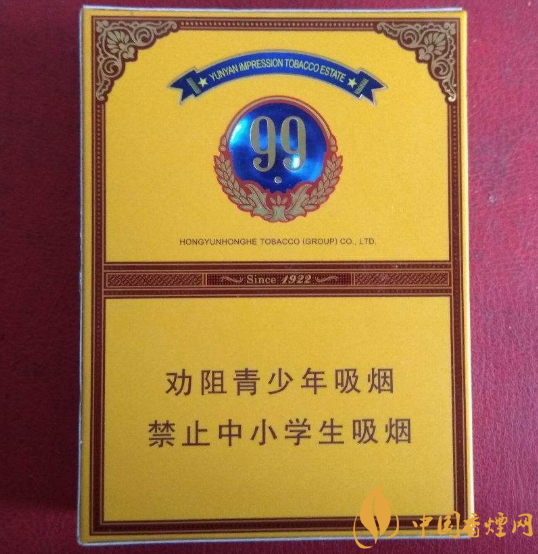 YUNYAN IMPRESSION TOBACCO ESTATE
99
HONGYUNHONGHE TOBACCO (GROUP) CO., LTD.
Since 1922
劝阻青少年吸烟
禁止中小学生吸烟
中国香煙网